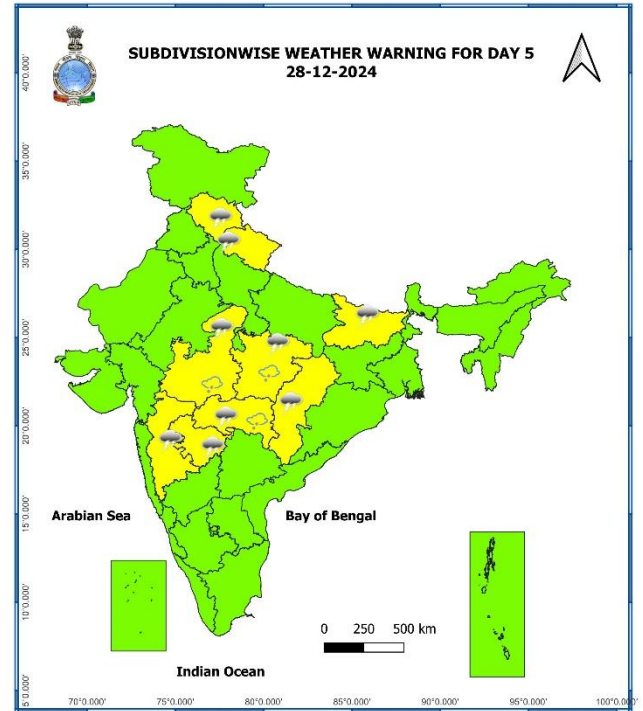 SUBDIVISIONWISE WEATHER WARNING FOR DAY 5
28-12-2024
40°0.000'
35°0.000'
30°0.000'
25°0.000'
20°0.000'
15°0.000'
10°0.000'
5°0.000'
Arabian Sea
Bay of Bengal
0 250 500 km
Indian Ocean
70°0.000' 75°0.000' 80°0.000' 85°0.000' 90°0.000' 95°0.000' 100°0.000'